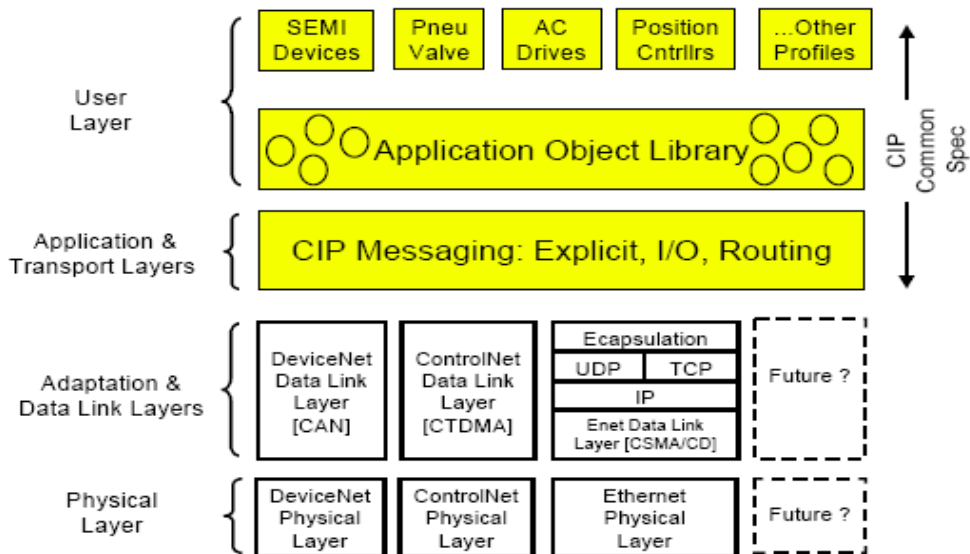 SEMI
Devices
Pneu
Valve
AC
Drives
Position
Cntrllrs
...Other
Profiles
User
Layer
Application Object Library
CIP
Common
Spec
Application &
Transport Layers
CIP Messaging: Explicit, I/O, Routing
Adaptation &
Data Link Layers
DeviceNet
Data Link
Layer
[CAN]
ControlNet
Data Link
Layer
[CTDMA]
Ecapsulation
UDP
TCP
IP
Enet Data Link
Layer [CSMA/CD]
Future ?
Physical
Layer
DeviceNet
Physical
Layer
ControlNet
Physical
Layer
Ethernet
Physical
Layer
Future ?